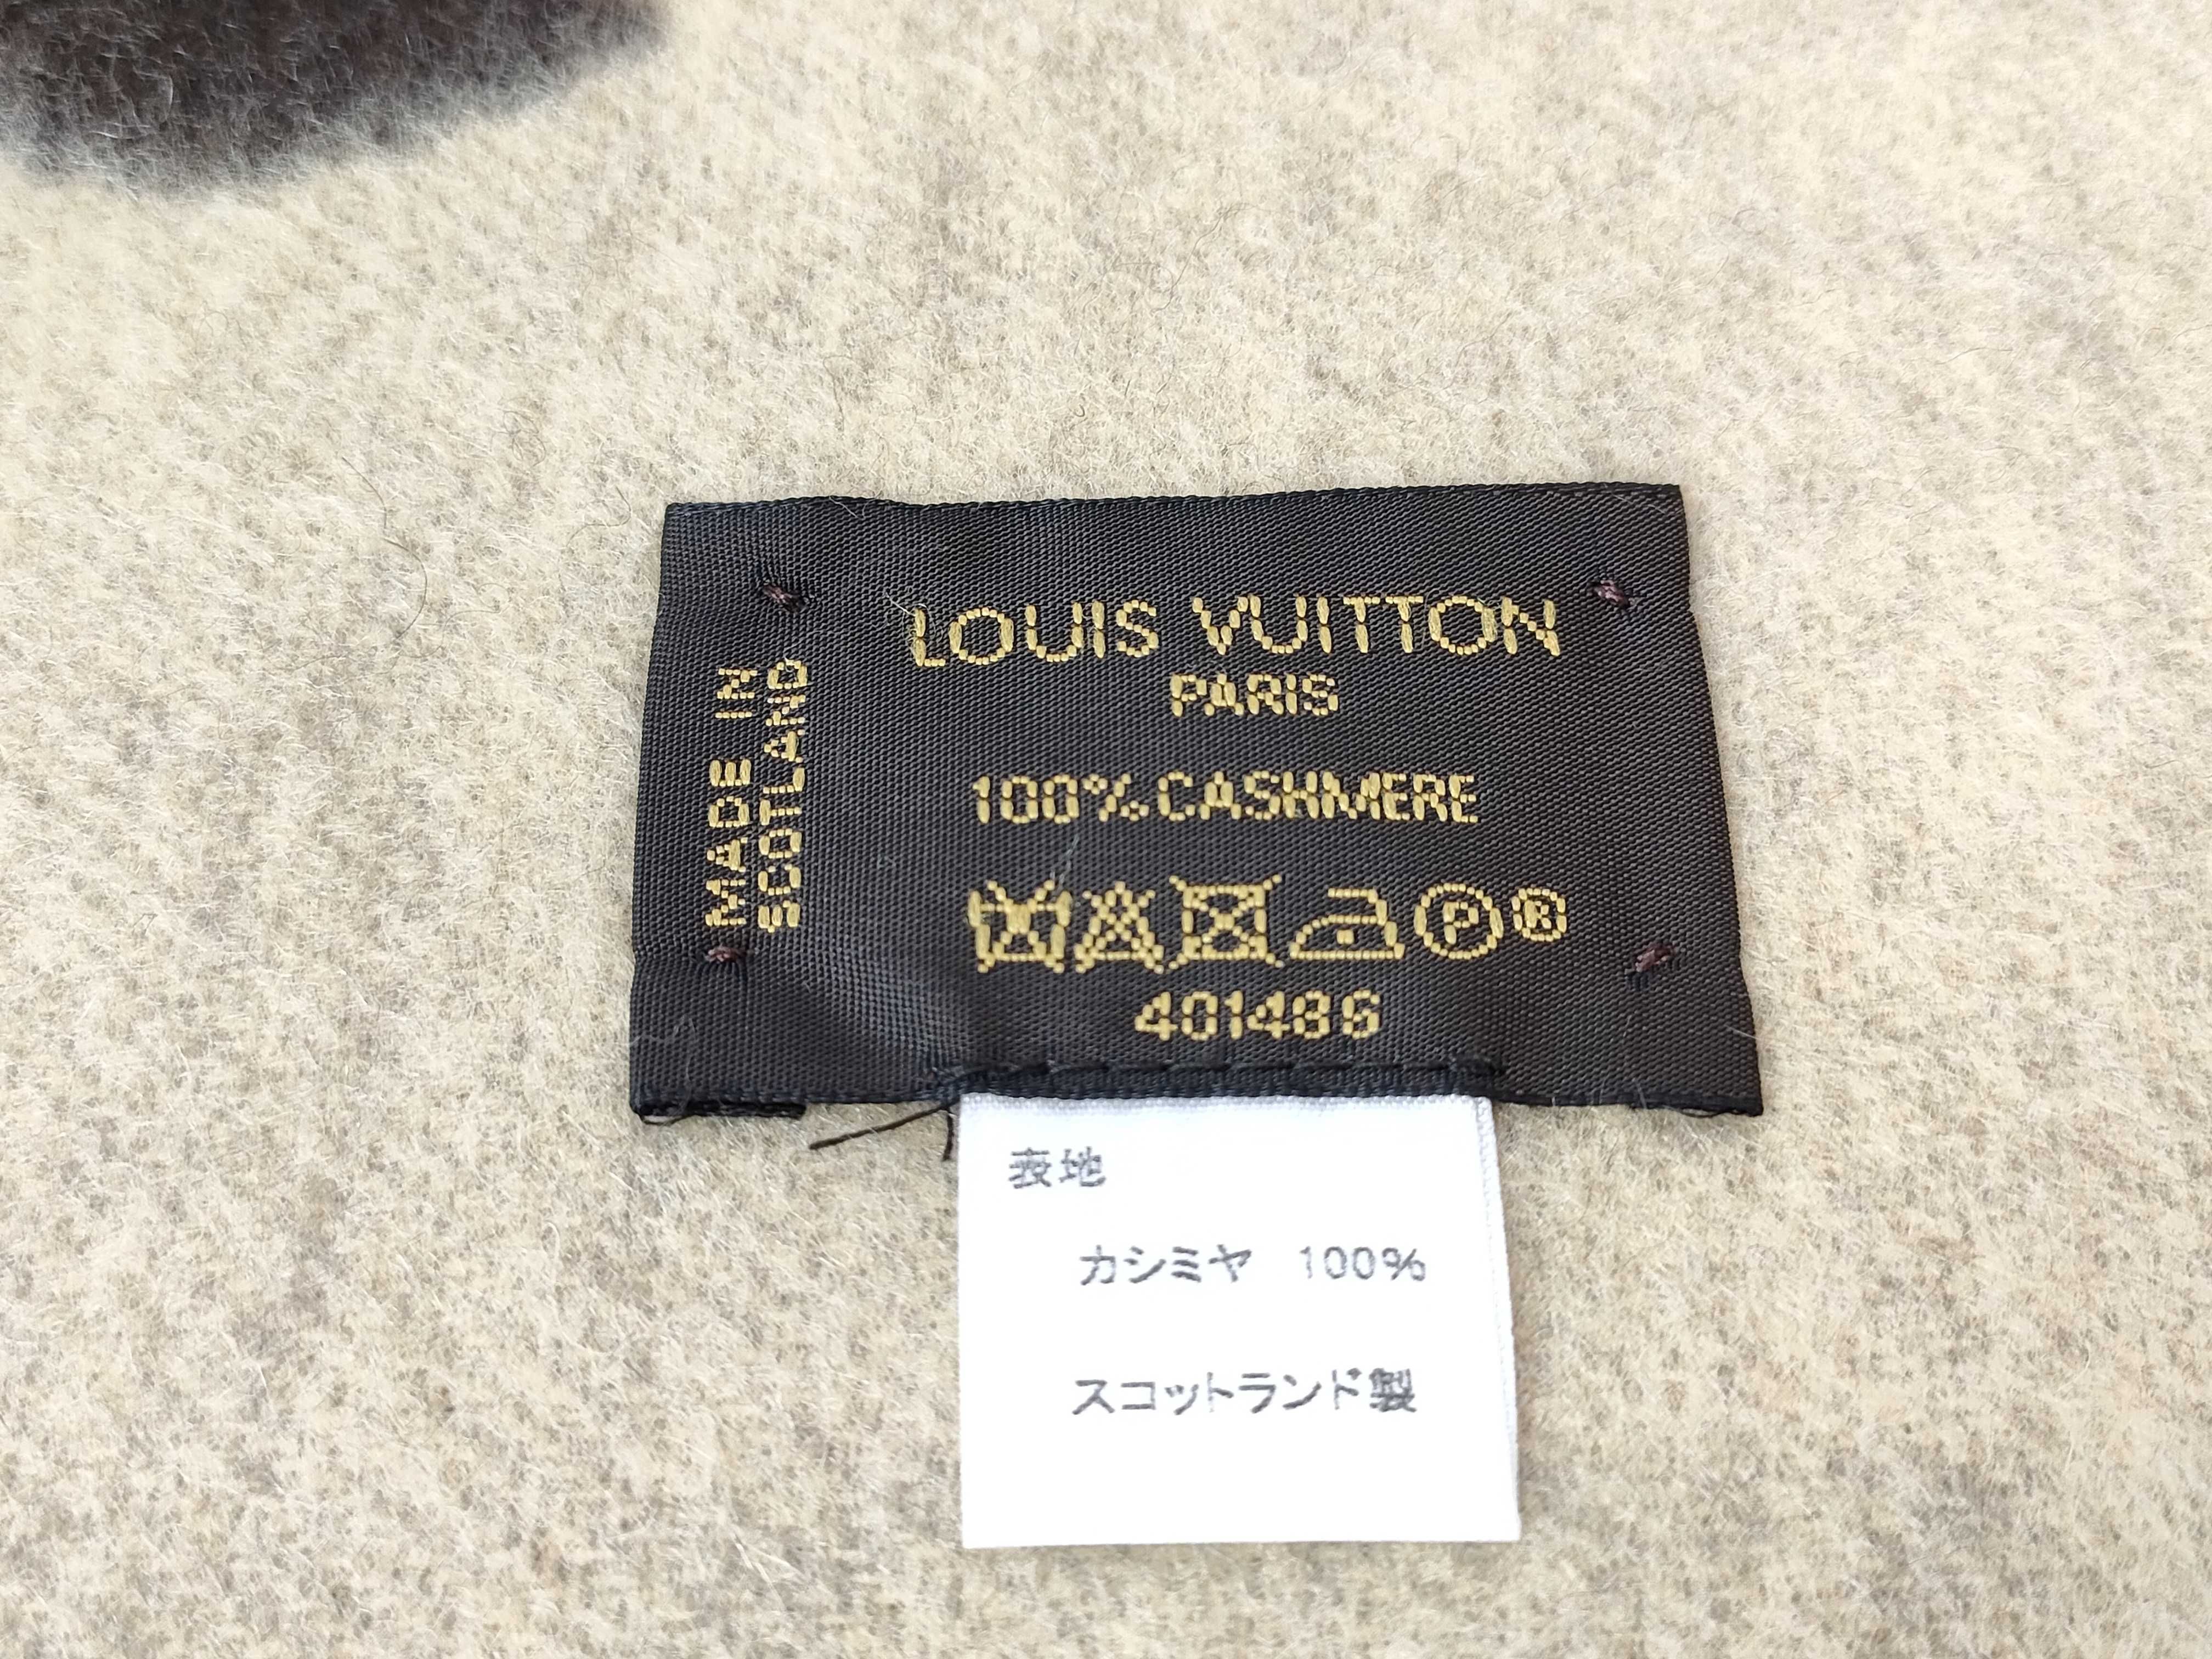 LOUIS VUITTON
PARIS
100% CASHMERE
P ®
401486
MADE IN
SCOTLAND
表地
カシミヤ 100%
スコットランド製